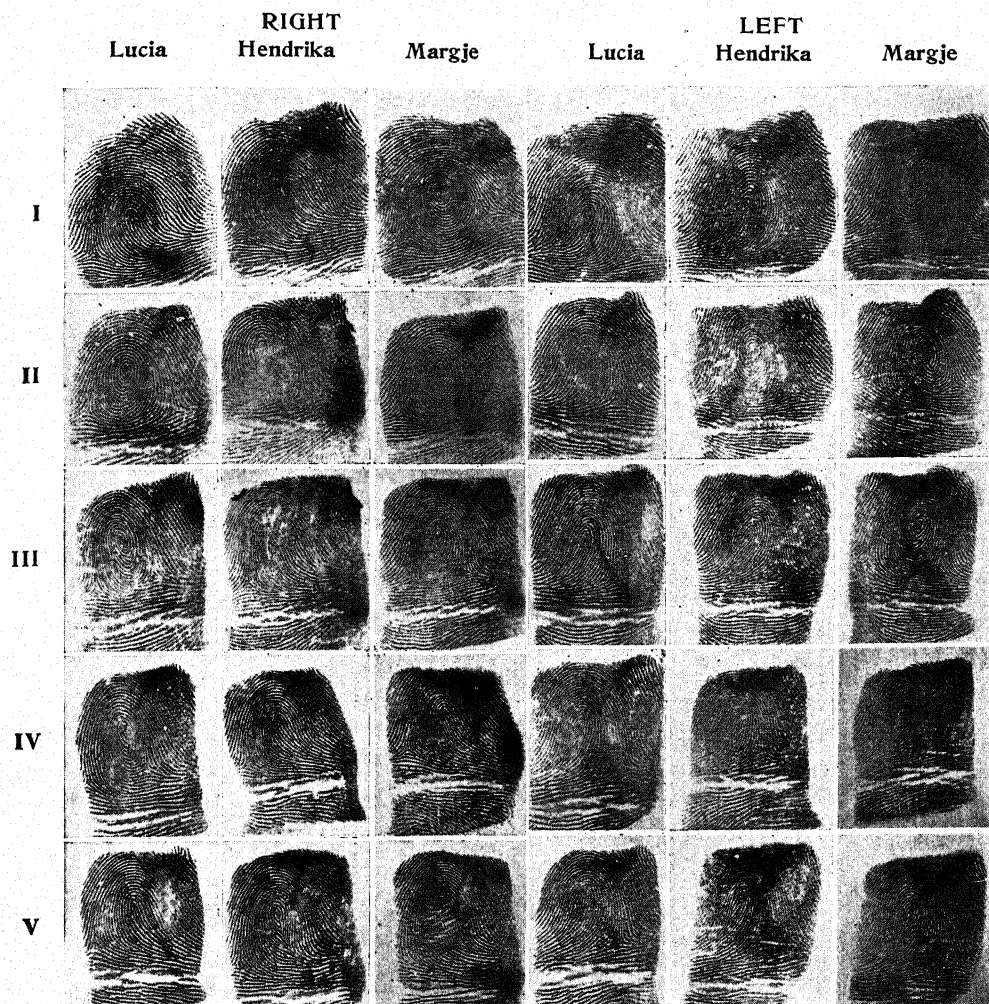 RIGHT LEFT
Lucia Hendrika Margje Lucia Hendrika Margje
I
II
III
IV
V